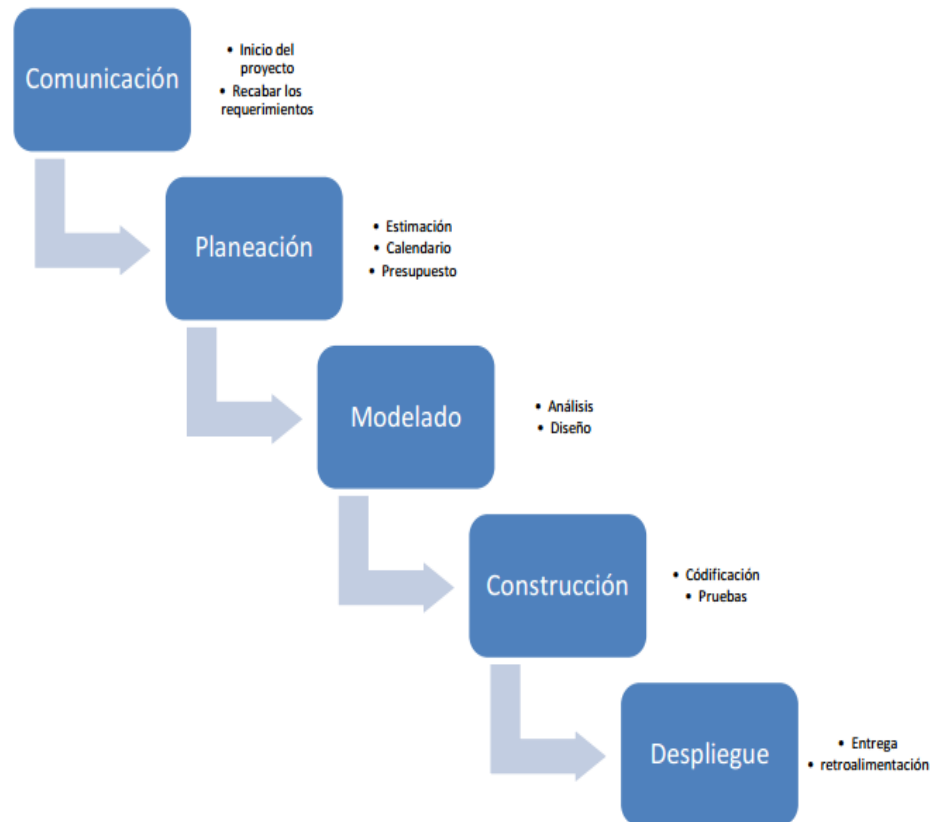 Comunicación
• Inicio del
proyecto
• Recabar los
requerimientos
Planeación
• Estimación
• Calendario
• Presupuesto
Modelado
• Análisis
• Diseño
Construcción
• Códificación
• Pruebas
Despliegue
• Entrega
• retroalimentación